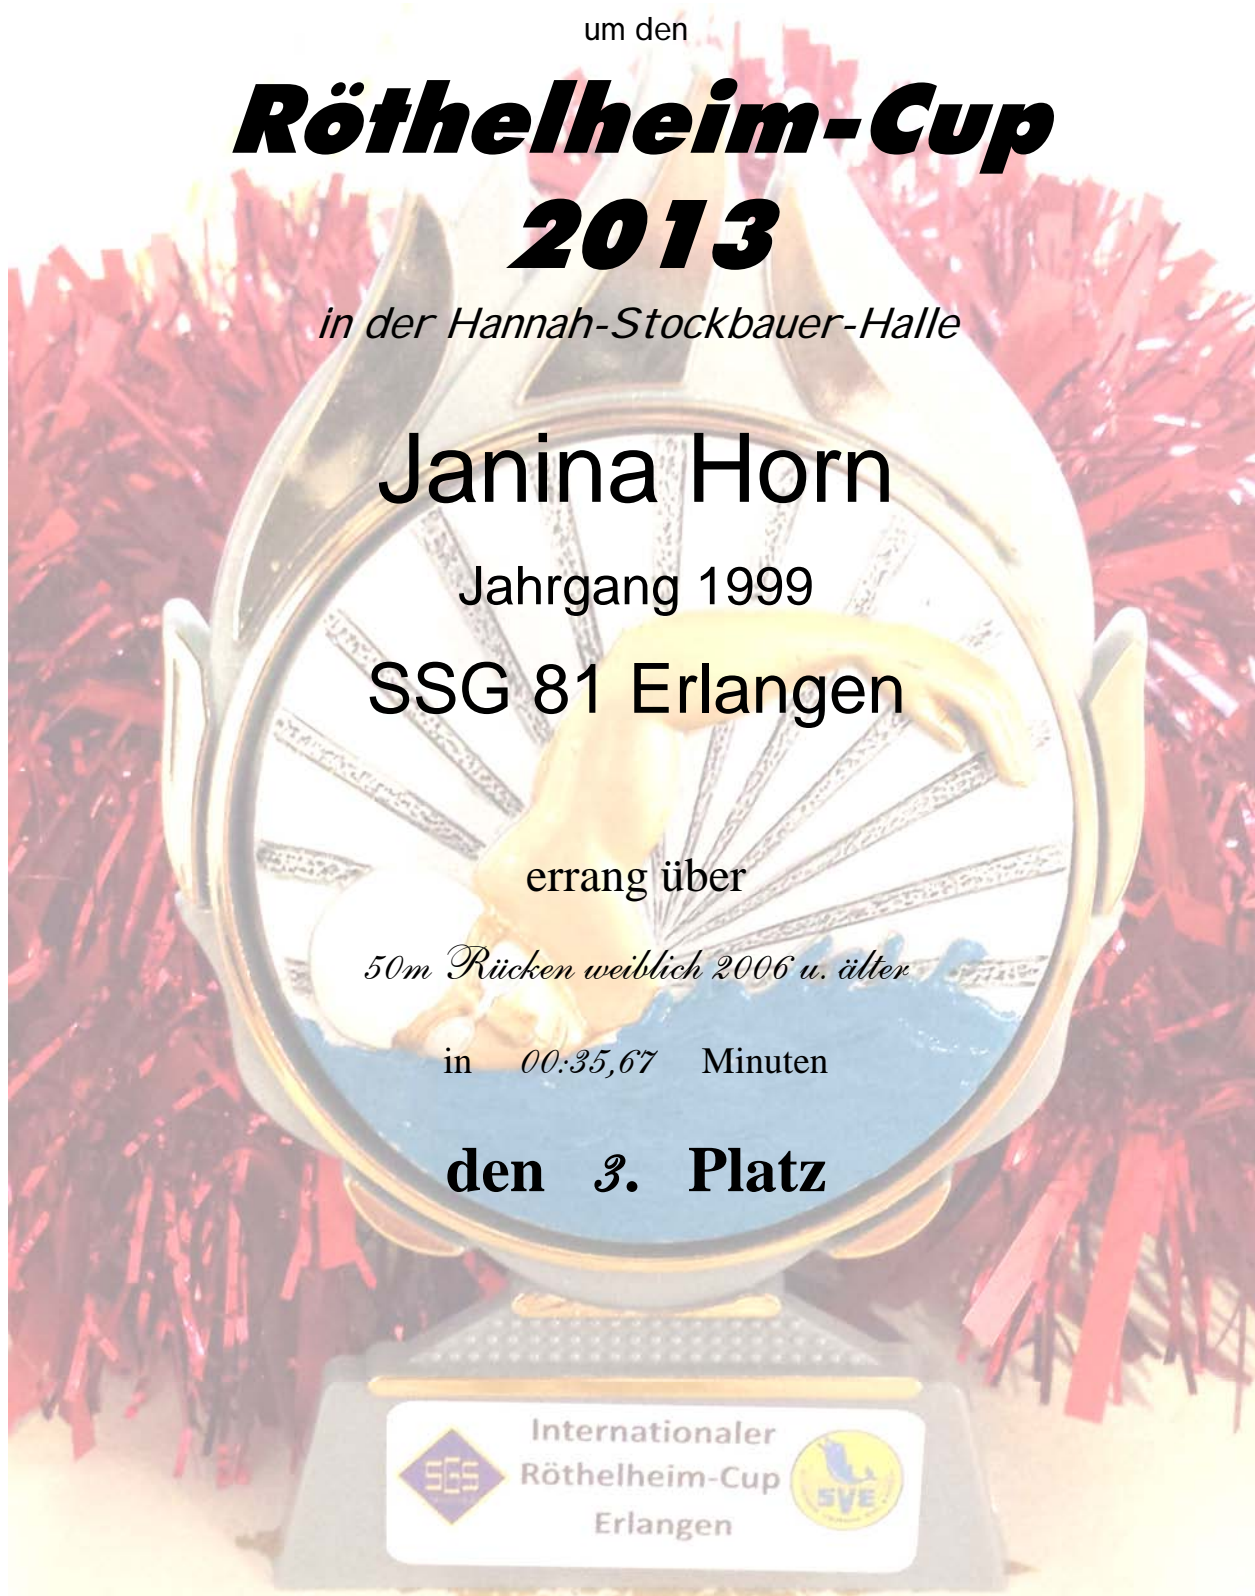 um den
Röthelheim-Cup
2013
in der Hannah-Stockbauer-Halle
Janina Horn
Jahrgang 1999
SSG 81 Erlangen
errang über
50m Rücken weiblich 2006 u. älter
in 00:35,67 Minuten
den 3. Platz
Internationaler
SGS Röthelheim-Cup SVE
Erlangen